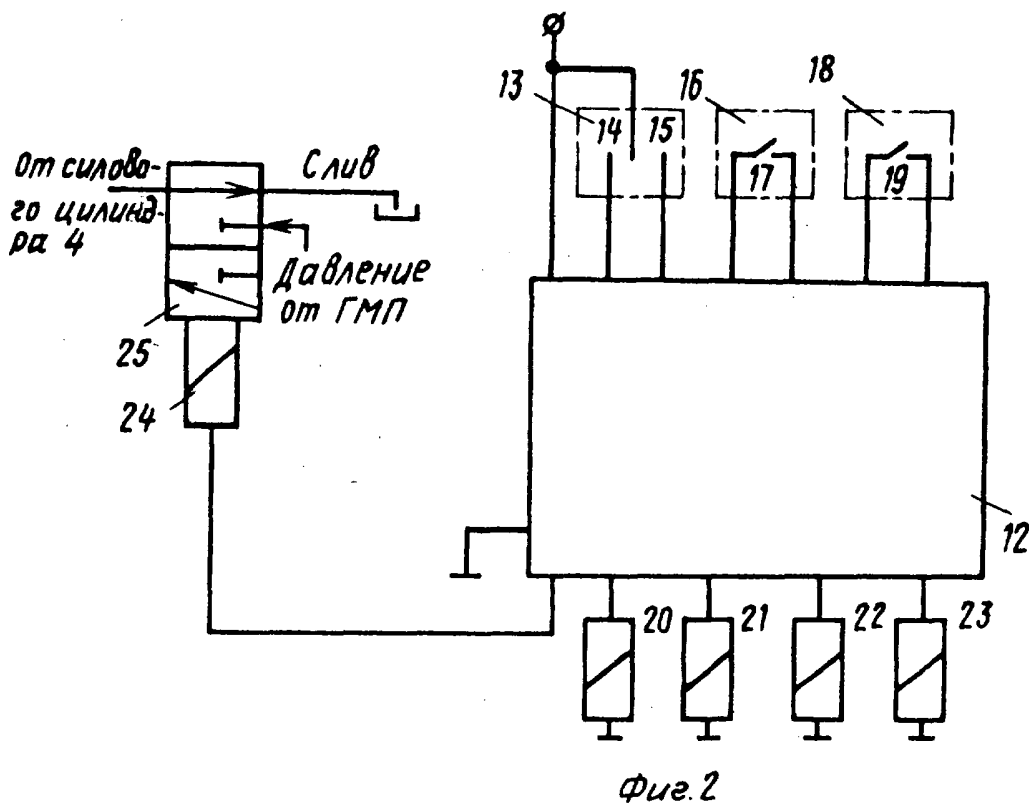 13
14
15
16
17
18
19
От силово-
го цилинд-
ра 4
Слив
Давление
от ГМП
25
24
12
20
21
22
23
Фиг. 2